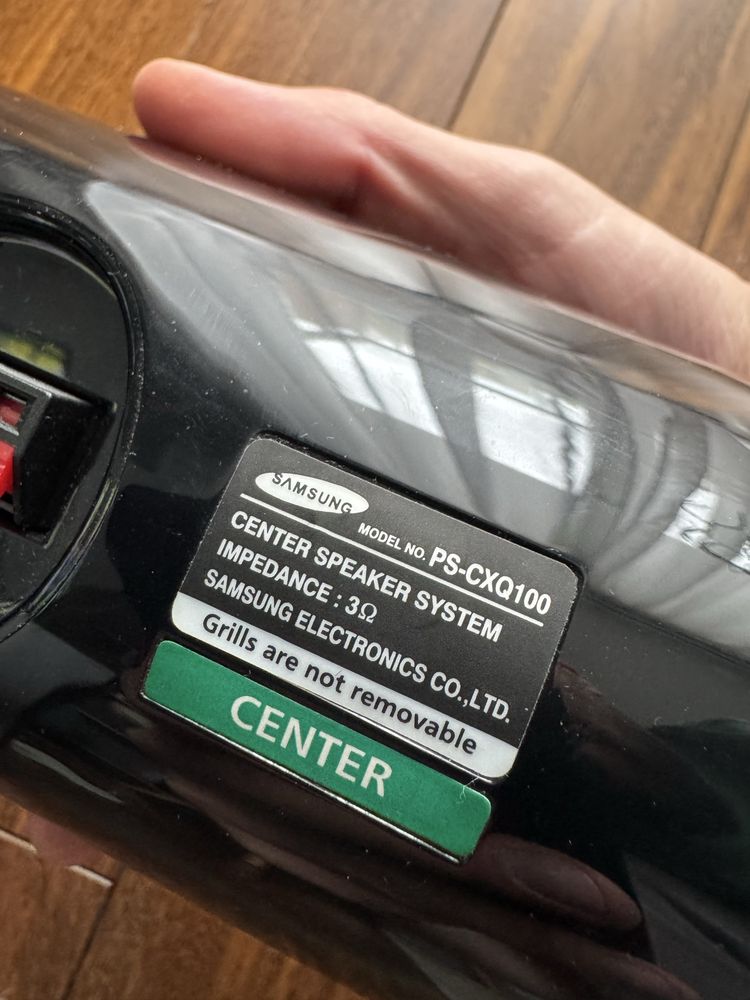 SAMSUNG
MODEL NO. PS-CXQ100
CENTER SPEAKER SYSTEM
IMPEDANCE : 3Ω
SAMSUNG ELECTRONICS CO.,LTD.
Grills are not removable
CENTER